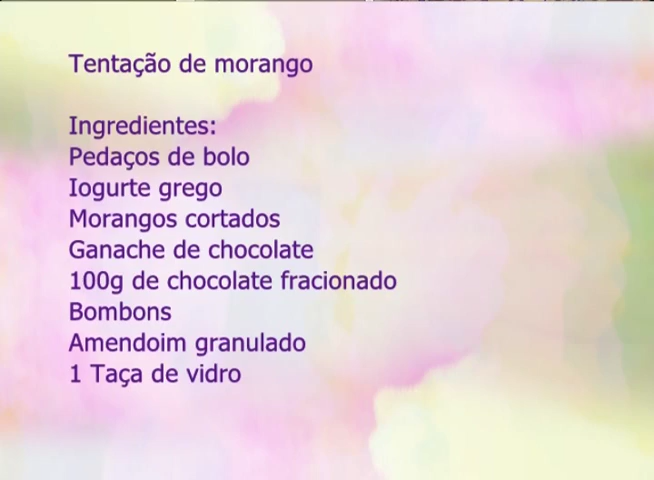 Tentação de morango
Ingredientes:
Pedaços de bolo
Iogurte grego
Morangos cortados
Ganache de chocolate
100g de chocolate fracionado
Bombons
Amendoim granulado
1 Taça de vidro